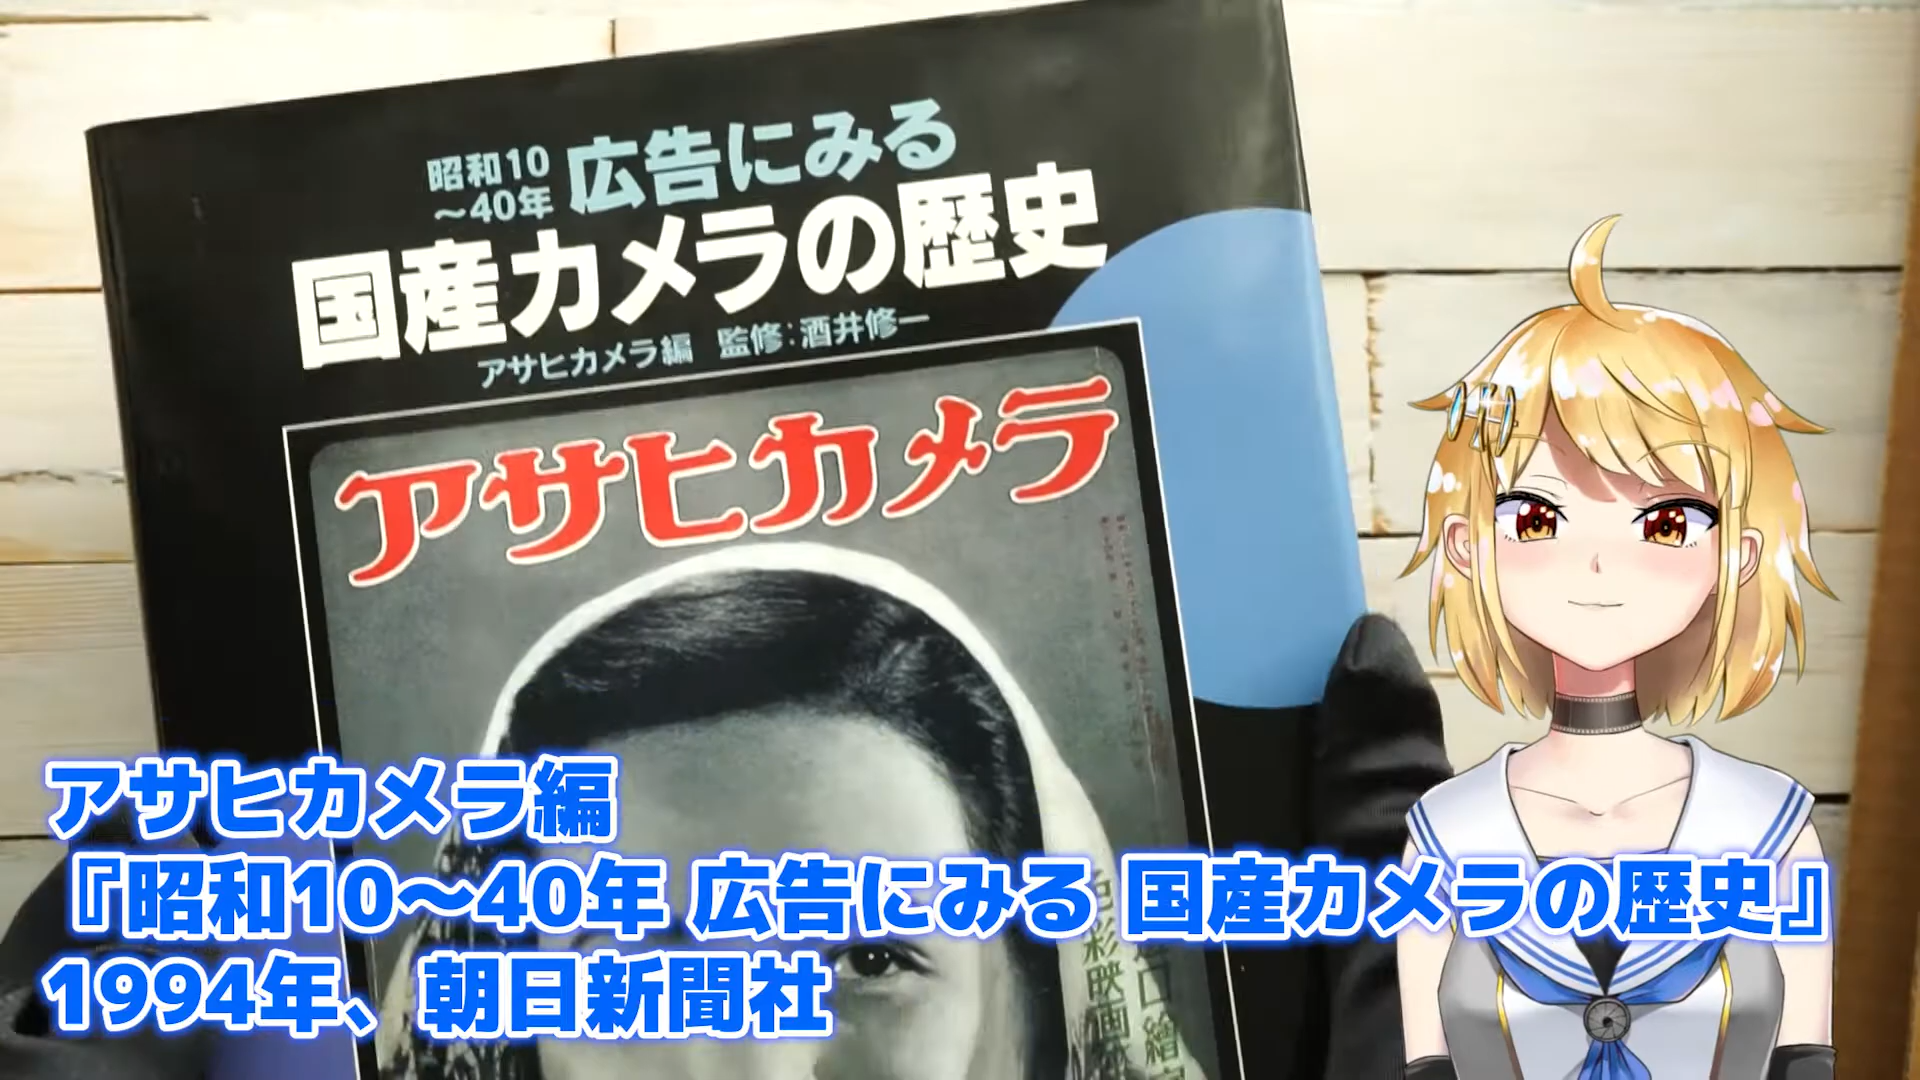 昭和10
〜40年
広告にみる
国産カメラの歴史
アサヒカメラ編 監修:酒井修一
アサヒカメラ
アサヒカメラ編
『昭和10〜40年 広告にみる 国産カメラの歴史』
1994年、朝日新聞社